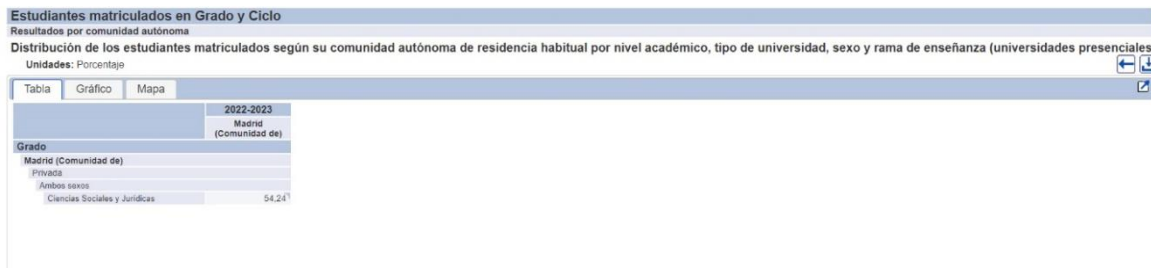 Estudiantes matriculados en Grado y Ciclo
Resultados por comunidad autónoma
Distribución de los estudiantes matriculados según su comunidad autónoma de residencia habitual por nivel académico, tipo de universidad, sexo y rama de enseñanza (universidades presenciales
Unidades: Porcentaje
Tabla Gráfico Mapa
2022-2023
Madrid
(Comunidad de)
Grado
Madrid (Comunidad de)
Privada
Ambos sexos
Ciencias Sociales y Jurídicas 54,24